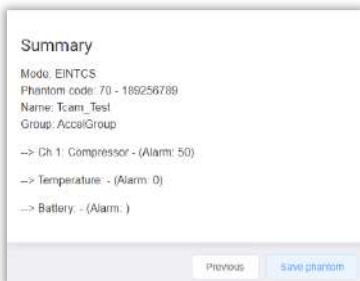 Summary
Mode: EINTCS
Phantom code: 70 - 189256789
Name: Tcam_Test
Group: AccelGroup
--> Ch 1: Compressor - (Alarm: 50)
--> Temperature: - (Alarm: 0)
--> Battery: - (Alarm: )
Previous Save phantom